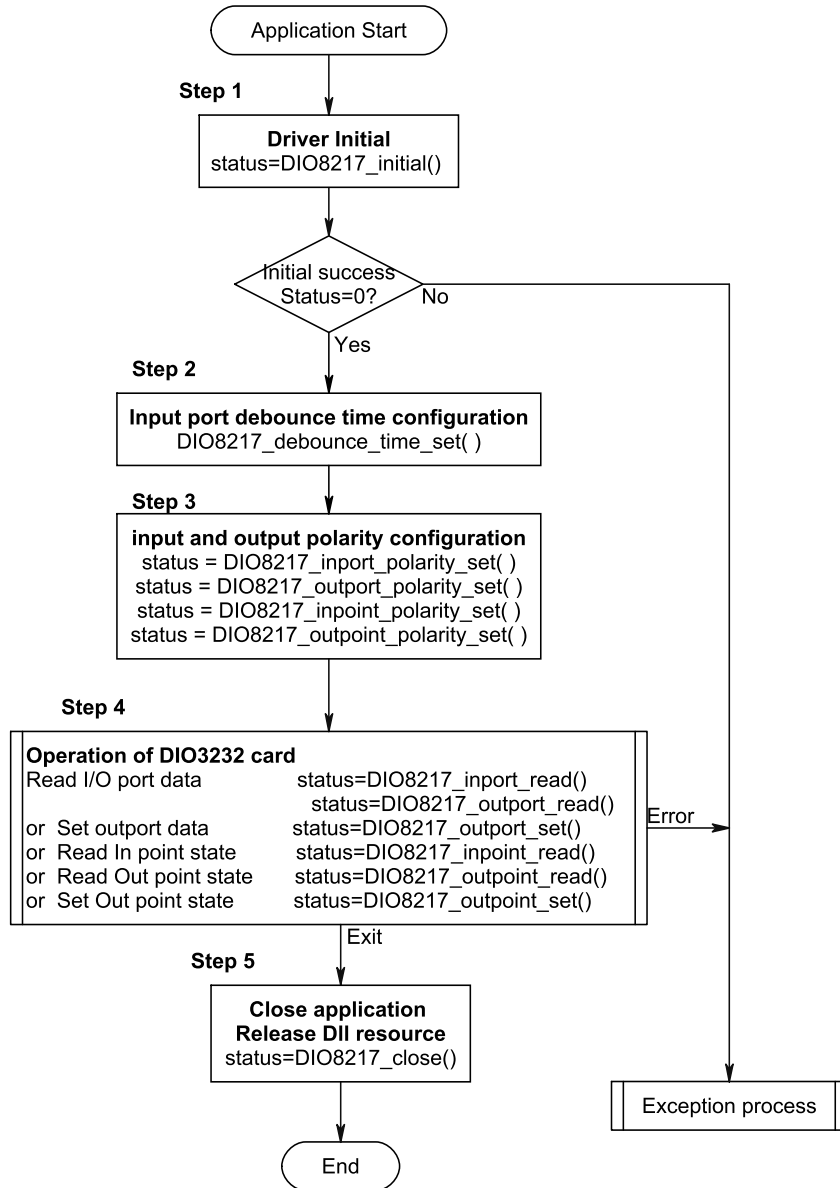 Application Start
Step 1
Driver Initial
status=DIO8217_initial()
Initial success
Status=0?
No
Yes
Step 2
Input port debounce time configuration
DIO8217_debounce_time_set( )
Step 3
input and output polarity configuration
status = DIO8217_inport_polarity_set( )
status = DIO8217_outport_polarity_set( )
status = DIO8217_inpoint_polarity_set( )
status = DIO8217_outpoint_polarity_set( )
Step 4
Operation of DIO3232 card
Read I/O port data status=DIO8217_inport_read()
status=DIO8217_outport_read()
or Set outport data status=DIO8217_outport_set()
or Read In point state status=DIO8217_inpoint_read()
or Read Out point state status=DIO8217_outpoint_read()
or Set Out point state status=DIO8217_outpoint_set()
Error
Exit
Step 5
Close application
Release Dll resource
status=DIO8217_close()
Exception process
End